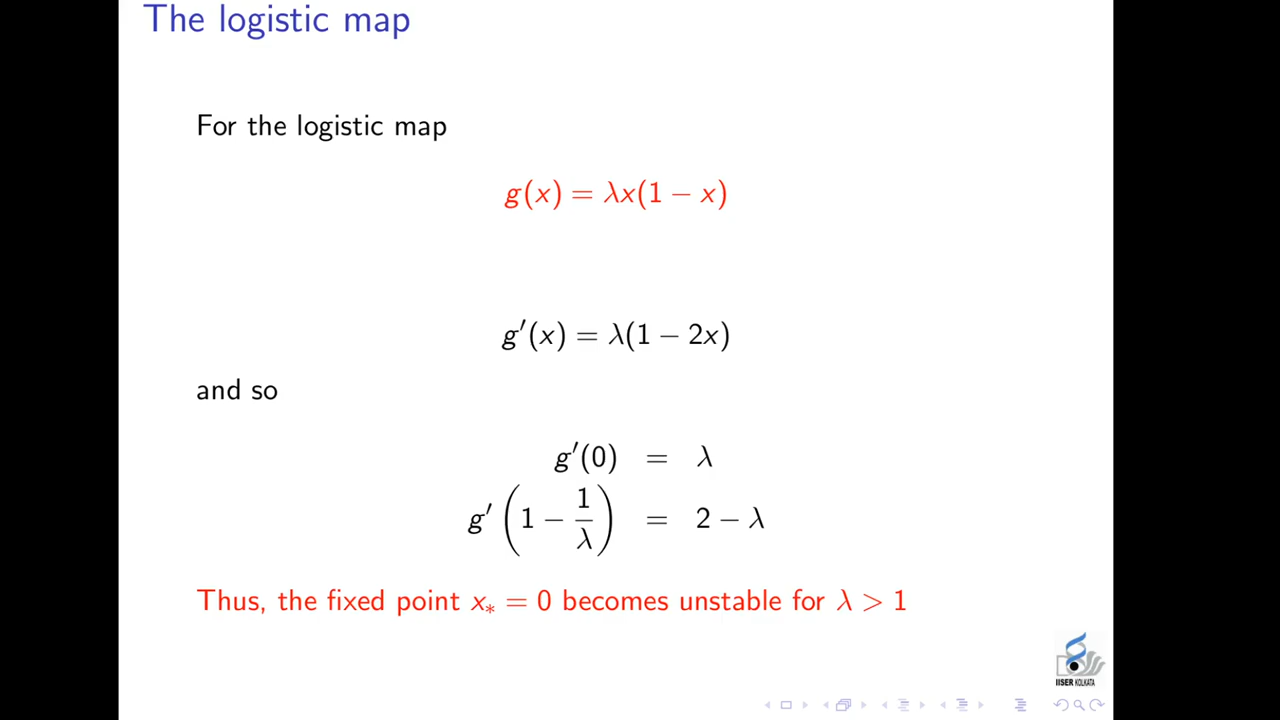 The logistic map
For the logistic map
g(x) = λx(1 − x)
g′(x) = λ(1 − 2x)
and so
g′(0) = λ
g′(1 − 1/λ) = 2 − λ
Thus, the fixed point x∗ = 0 becomes unstable for λ > 1
IISER KOLKATA